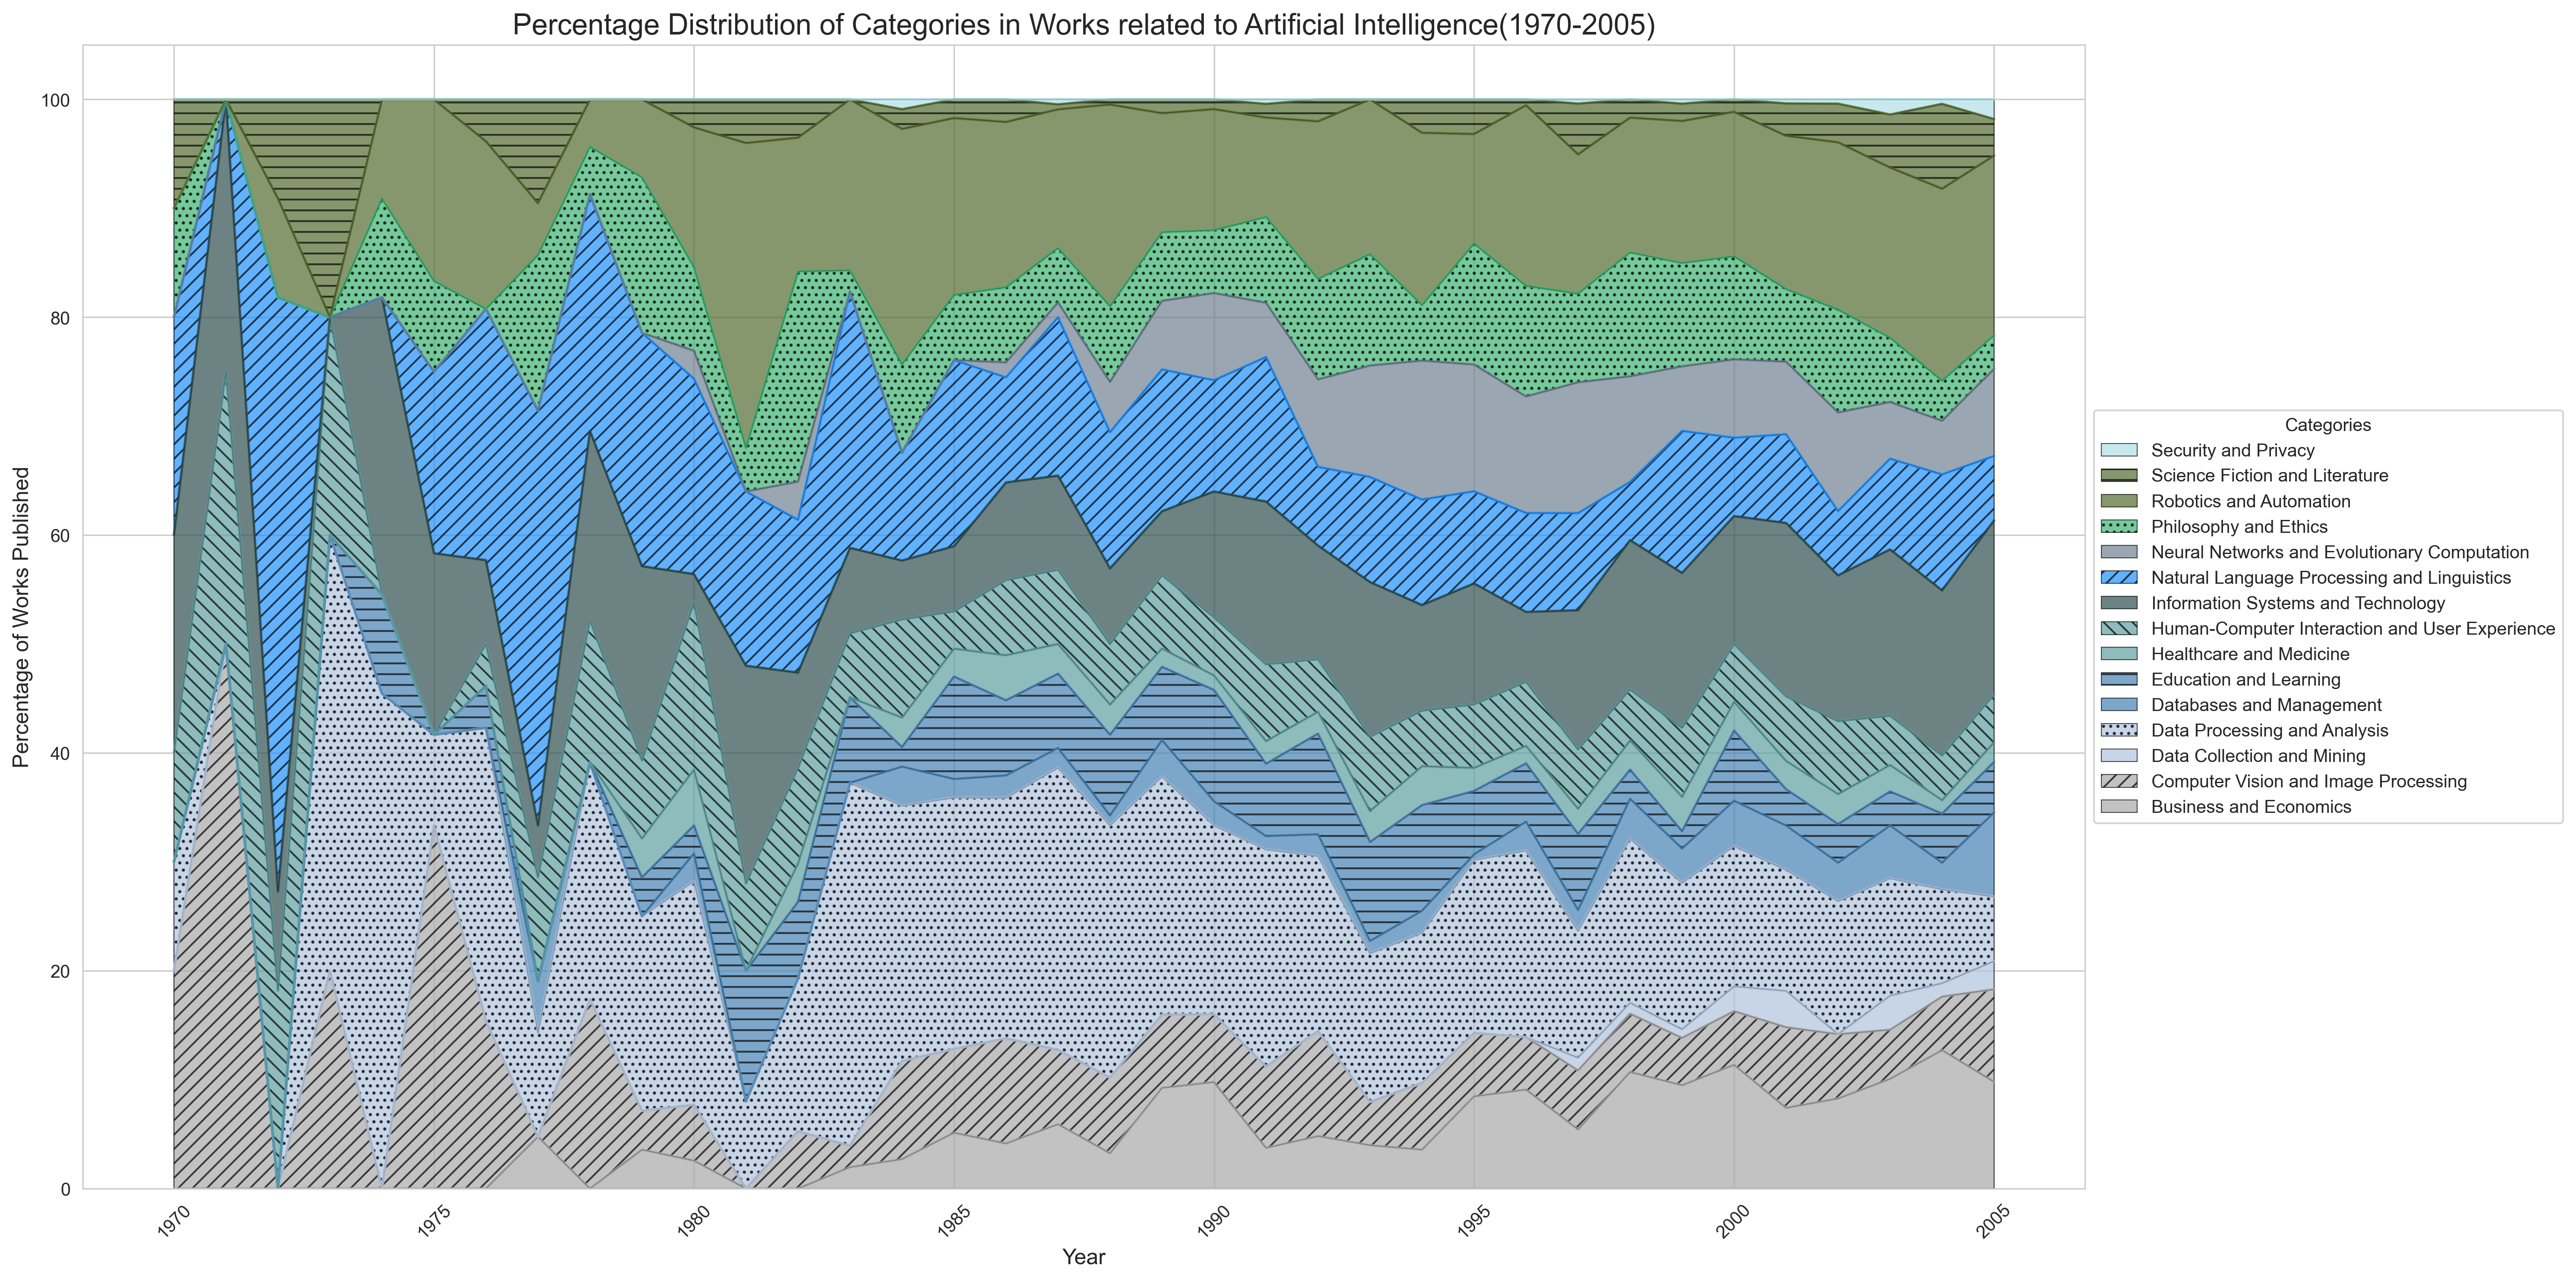 Percentage Distribution of Categories in Works related to Artificial Intelligence(1970-2005)
Percentage of Works Published
100
80
60
40
20
0
1970
1975
1980
1985
1990
1995
2000
2005
Year
Categories
Security and Privacy
Science Fiction and Literature
Robotics and Automation
Philosophy and Ethics
Neural Networks and Evolutionary Computation
Natural Language Processing and Linguistics
Information Systems and Technology
Human-Computer Interaction and User Experience
Healthcare and Medicine
Education and Learning
Databases and Management
Data Processing and Analysis
Data Collection and Mining
Computer Vision and Image Processing
Business and Economics